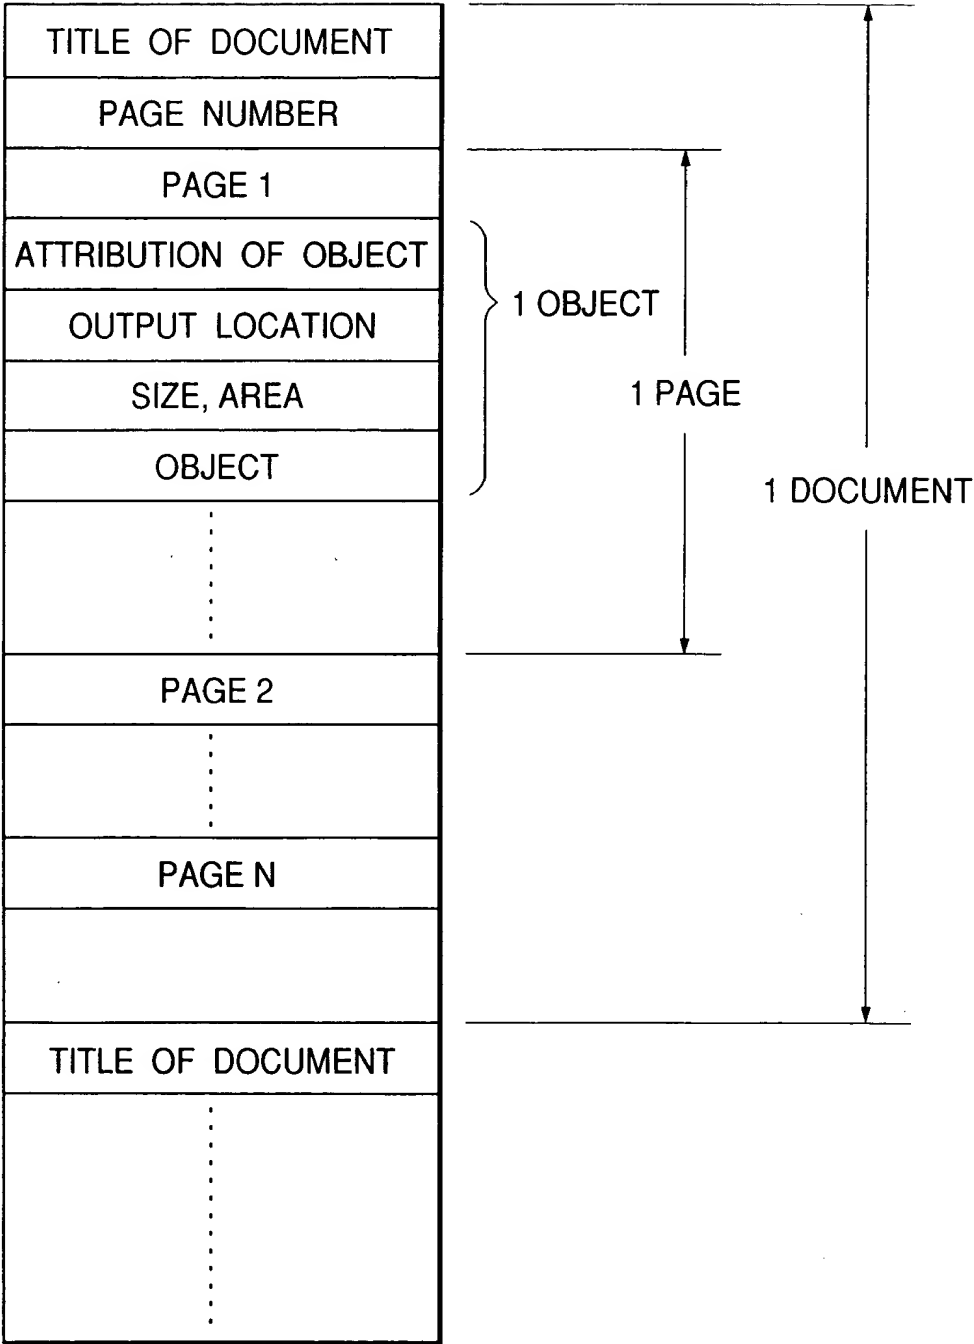 TITLE OF DOCUMENT
PAGE NUMBER
PAGE 1
ATTRIBUTION OF OBJECT
OUTPUT LOCATION
1 OBJECT
SIZE, AREA
1 PAGE
OBJECT
1 DOCUMENT
PAGE 2
PAGE N
TITLE OF DOCUMENT